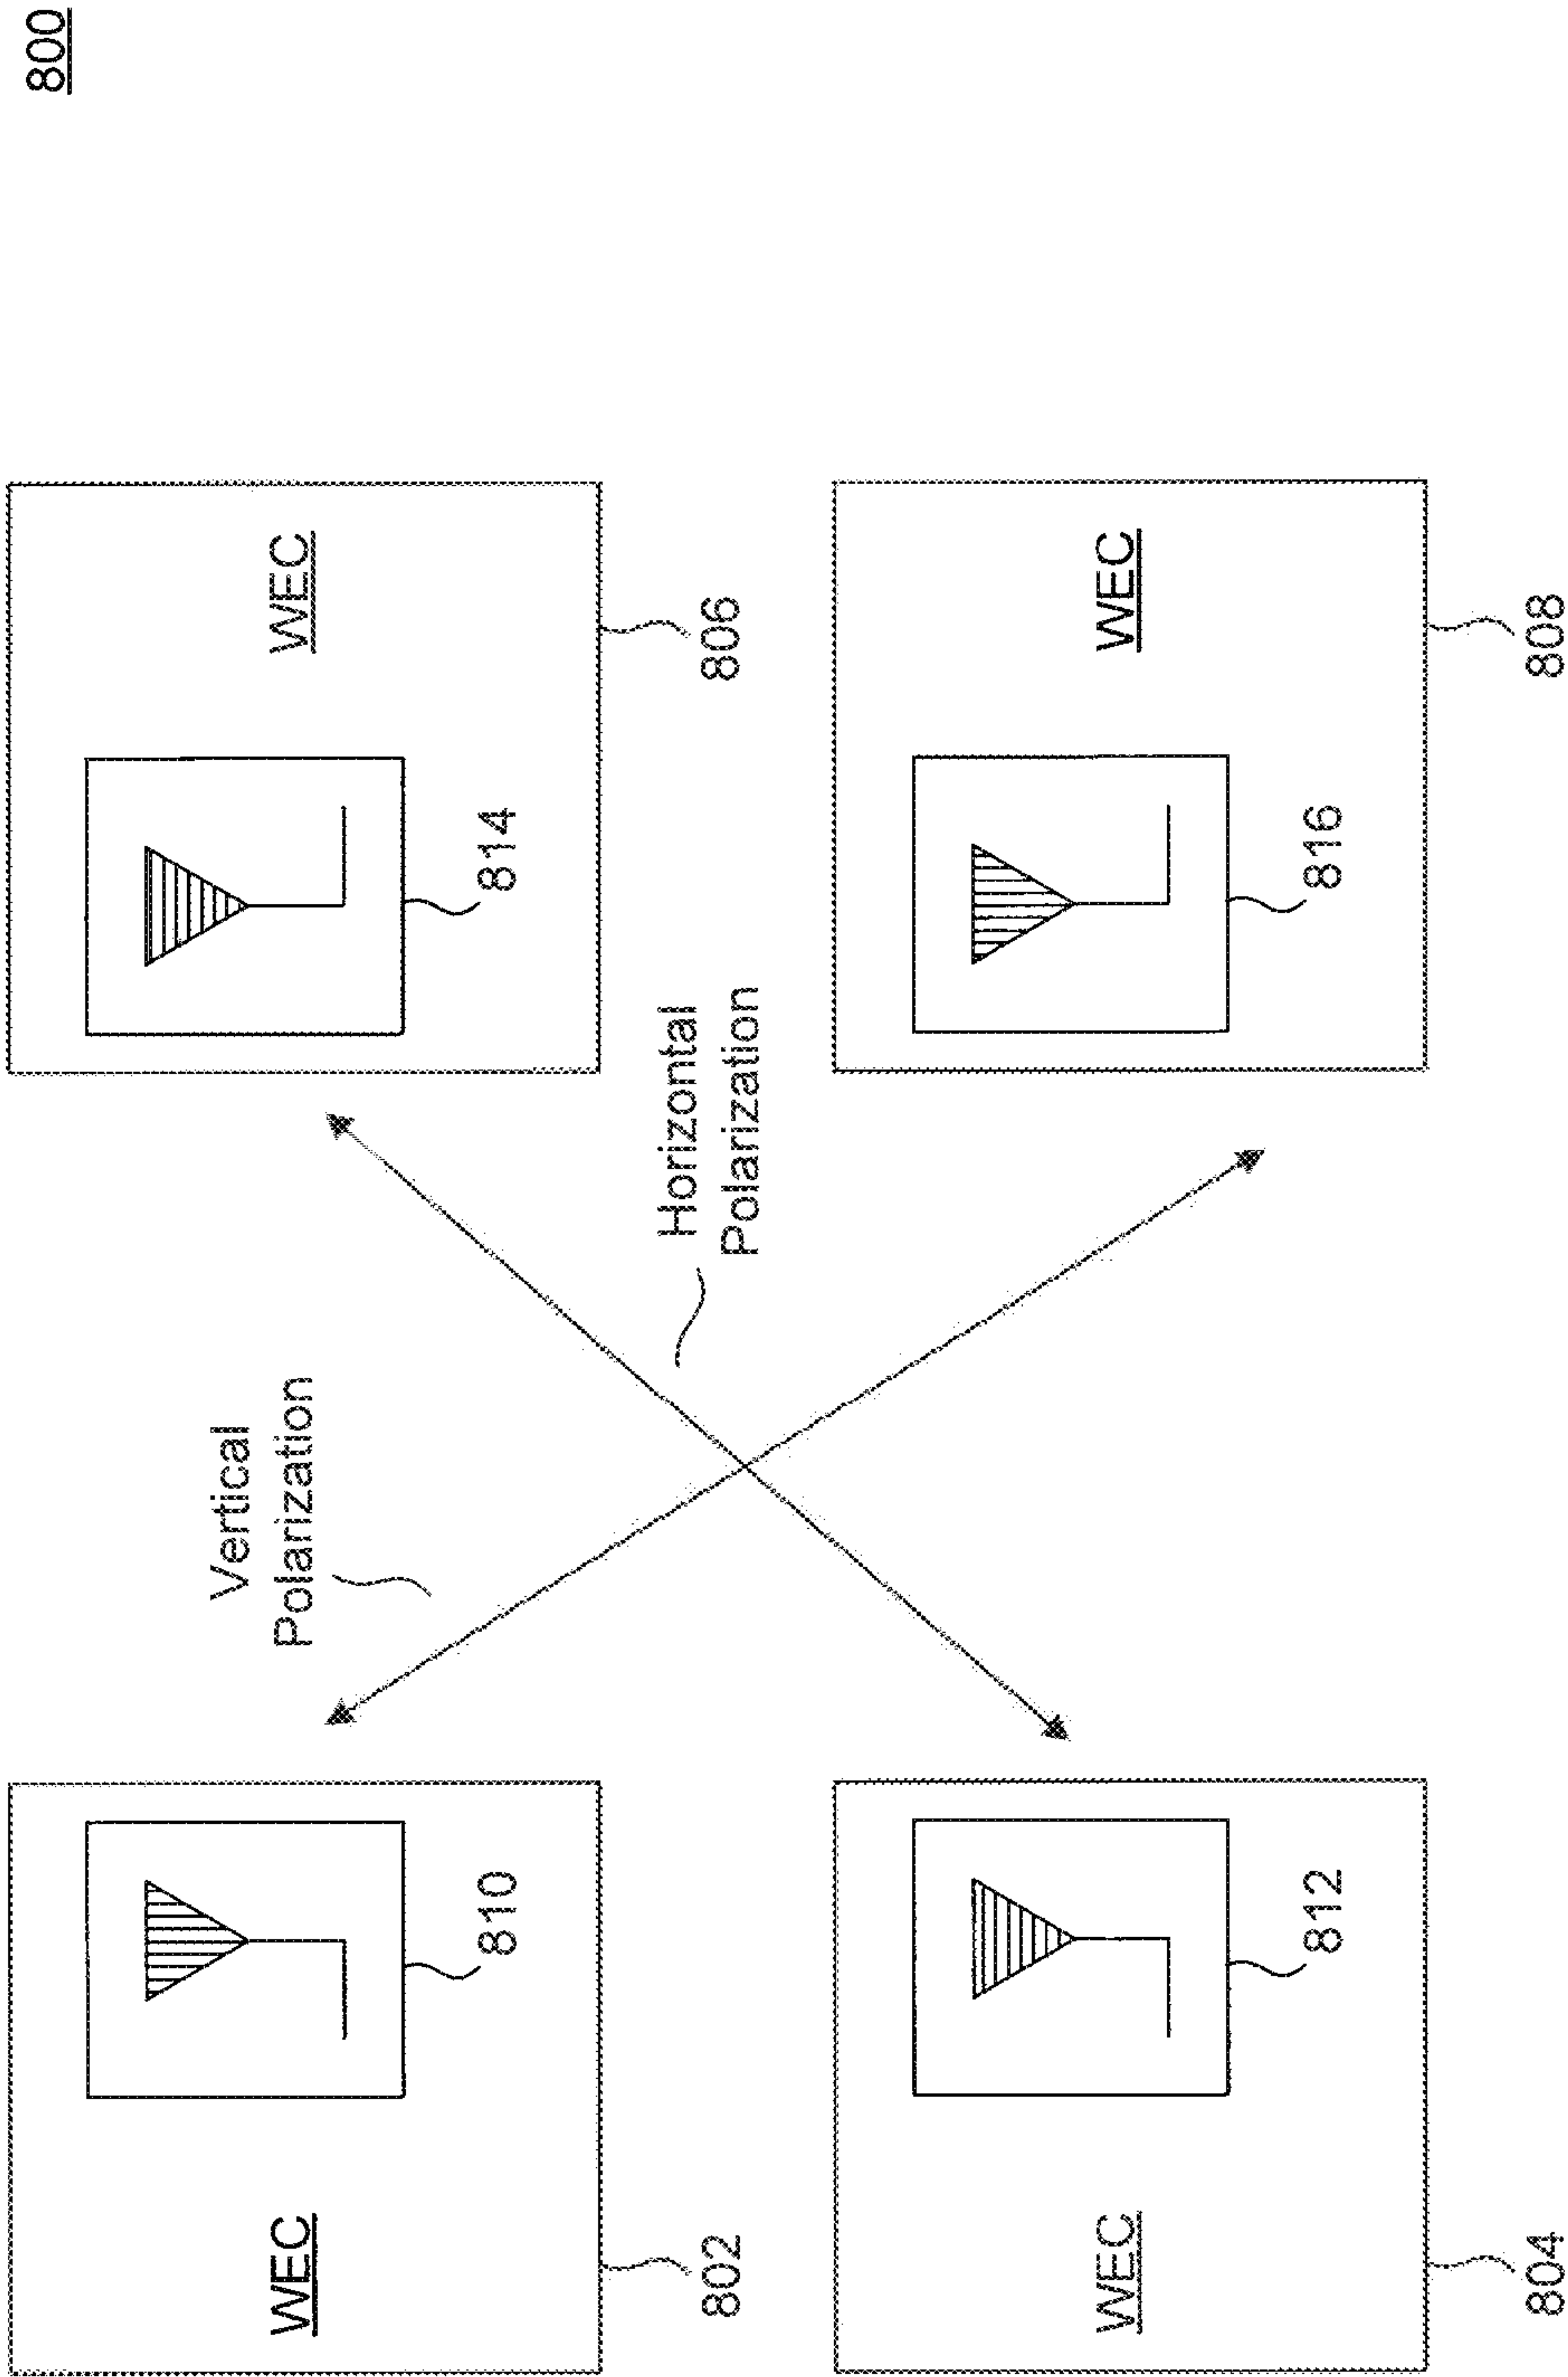 800
WEC
810
802
Vertical
Polarization
Horizontal
Polarization
WEC
814
806
WEC
812
804
WEC
816
808